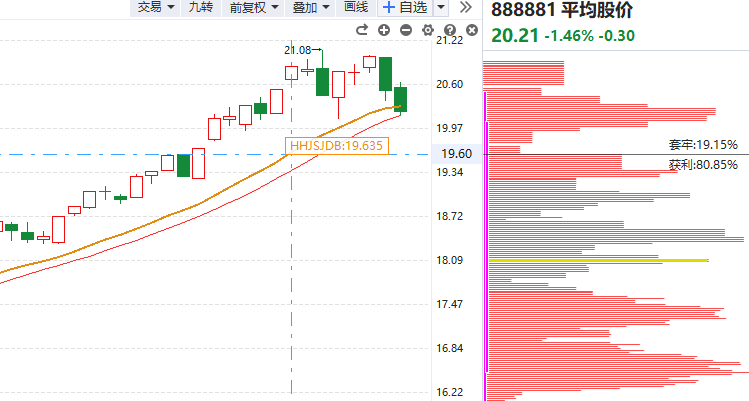 交易 九转 前复权 叠加 画线 + 自选
888881 平均股价
20.21 -1.46% -0.30
21.22
21.08
20.60
19.97
HHJSJDB:19.635
套牢:19.15%
19.60
获利:80.85%
19.34
18.72
18.09
17.47
16.84
16.22